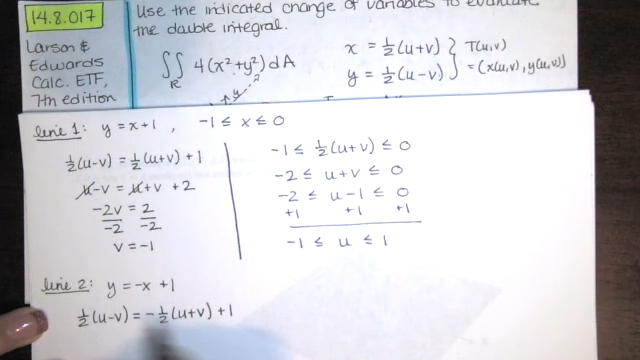 14.8.017
Larson &
Edwards
Calc. ETF,
7th edition
Use the indicated change of variables to evaluate
the double integral.
∬_R 4(x²+y²)dA
x = ½(u+v) } T(u,v)
y = ½(u-v) } = (x(u,v), y(u,v))
y
line 1: y = x+1 , -1 ≤ x ≤ 0
½(u-v) = ½(u+v) +1
u-v = u+v +2
-2v = 2
-2 -2
v = -1
-1 ≤ ½(u+v) ≤ 0
-2 ≤ u+v ≤ 0
-2 ≤ u-1 ≤ 0
+1 +1 +1
-1 ≤ u ≤ 1
line 2: y = -x +1
½(u-v) = -½(u+v) +1